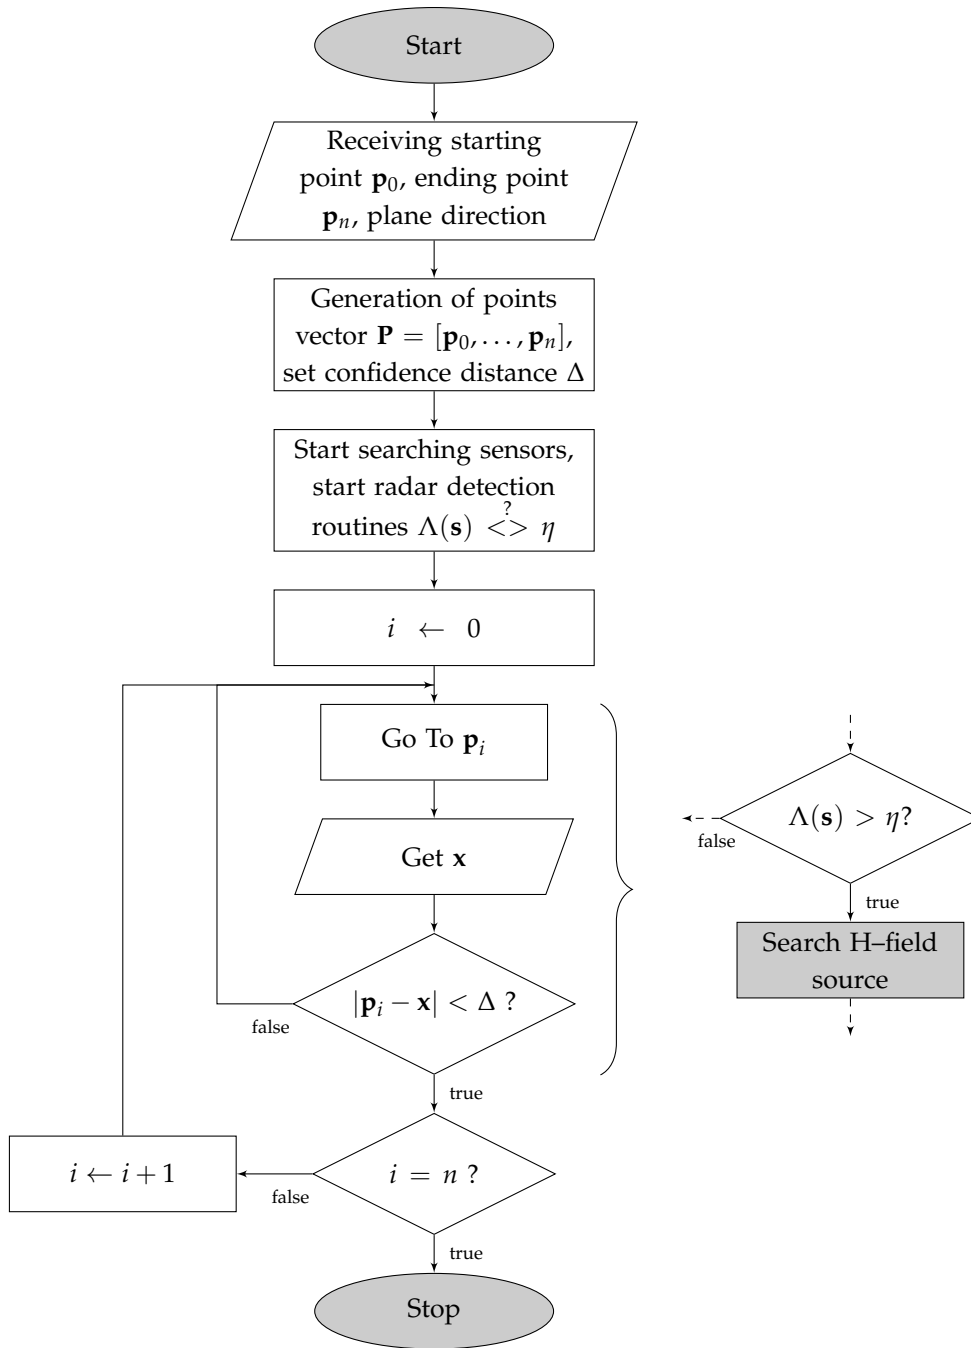 Start
Receiving starting
point p₀, ending point
pₙ, plane direction
Generation of points
vector P = [p₀, . . . , pₙ],
set confidence distance Δ
Start searching sensors,
start radar detection
?
routines Λ(s) <> η
i ← 0
Go To pᵢ
Get x
|pᵢ − x| < Δ ?
false
true
Λ(s) > η?
false
true
Search H–field
source
i = n ?
false
true
i ← i + 1
Stop